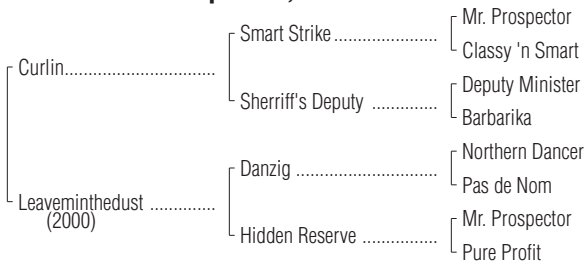 Mr. Prospector
Smart Strike.......................
Classy 'n Smart
Curlin.................................
Deputy Minister
Sherriff's Deputy ..............
Barbarika
Northern Dancer
Danzig ...............................
Pas de Nom
Leaveminthedust ..............
(2000)
Mr. Prospector
Hidden Reserve ................
Pure Profit